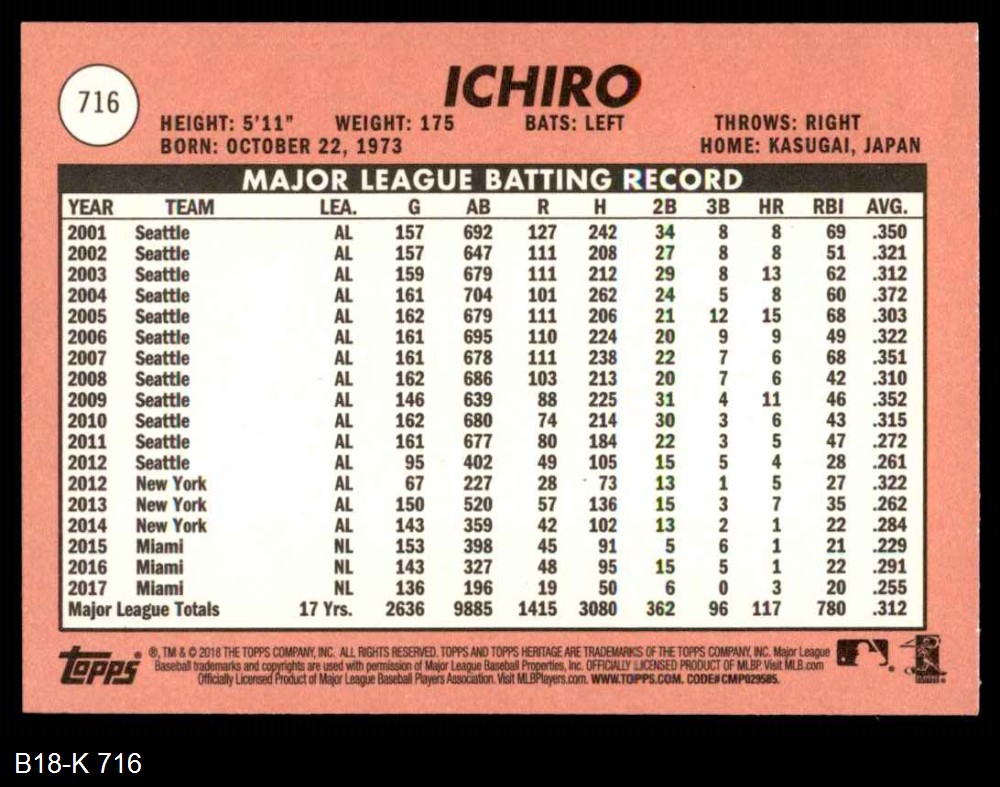 716
ICHIRO
HEIGHT: 5'11" WEIGHT: 175 BATS: LEFT THROWS: RIGHT
BORN: OCTOBER 22, 1973 HOME: KASUGAI, JAPAN
MAJOR LEAGUE BATTING RECORD
YEAR TEAM LEA. G AB R H 2B 3B HR RBI AVG.
2001 Seattle AL 157 692 127 242 34 8 8 69 .350
2002 Seattle AL 157 647 111 208 27 8 8 51 .321
2003 Seattle AL 159 679 111 212 29 8 13 62 .312
2004 Seattle AL 161 704 101 262 24 5 8 60 .372
2005 Seattle AL 162 679 111 206 21 12 15 68 .303
2006 Seattle AL 161 695 110 224 20 9 9 49 .322
2007 Seattle AL 161 678 111 238 22 7 6 68 .351
2008 Seattle AL 162 686 103 213 20 7 6 42 .310
2009 Seattle AL 146 639 88 225 31 4 11 46 .352
2010 Seattle AL 162 680 74 214 30 3 6 43 .315
2011 Seattle AL 161 677 80 184 22 3 5 47 .272
2012 Seattle AL 95 402 49 105 15 5 4 28 .261
2012 New York AL 67 227 28 73 13 1 5 27 .322
2013 New York AL 150 520 57 136 15 3 7 35 .262
2014 New York AL 143 359 42 102 13 2 1 22 .284
2015 Miami NL 153 398 45 91 5 6 1 21 .229
2016 Miami NL 143 327 48 95 15 5 1 22 .291
2017 Miami NL 136 196 19 50 6 0 3 20 .255
Major League Totals 17 Yrs. 2636 9885 1415 3080 362 96 117 780 .312
Topps ®, TM & © 2018 THE TOPPS COMPANY, INC. ALL RIGHTS RESERVED. TOPPS AND TOPPS HERITAGE ARE TRADEMARKS OF THE TOPPS COMPANY, INC. Major League
Baseball trademarks and copyrights are used with permission of Major League Baseball Properties, Inc. OFFICIALLY LICENSED PRODUCT OF MLBP. Visit MLB.com
Officially Licensed Product of Major League Baseball Players Association. Visit MLBPlayers.com. WWW.TOPPS.COM. CODE#CMP029585.
B18-K 716